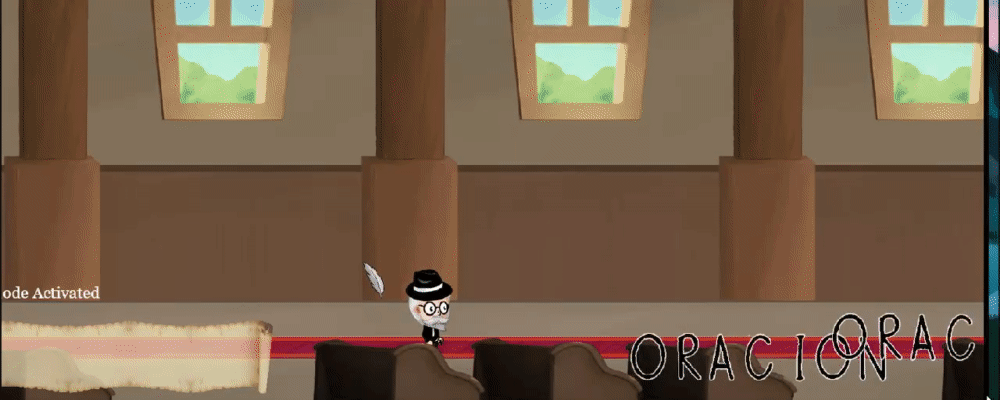 ode Activated
ORACION
ORAC